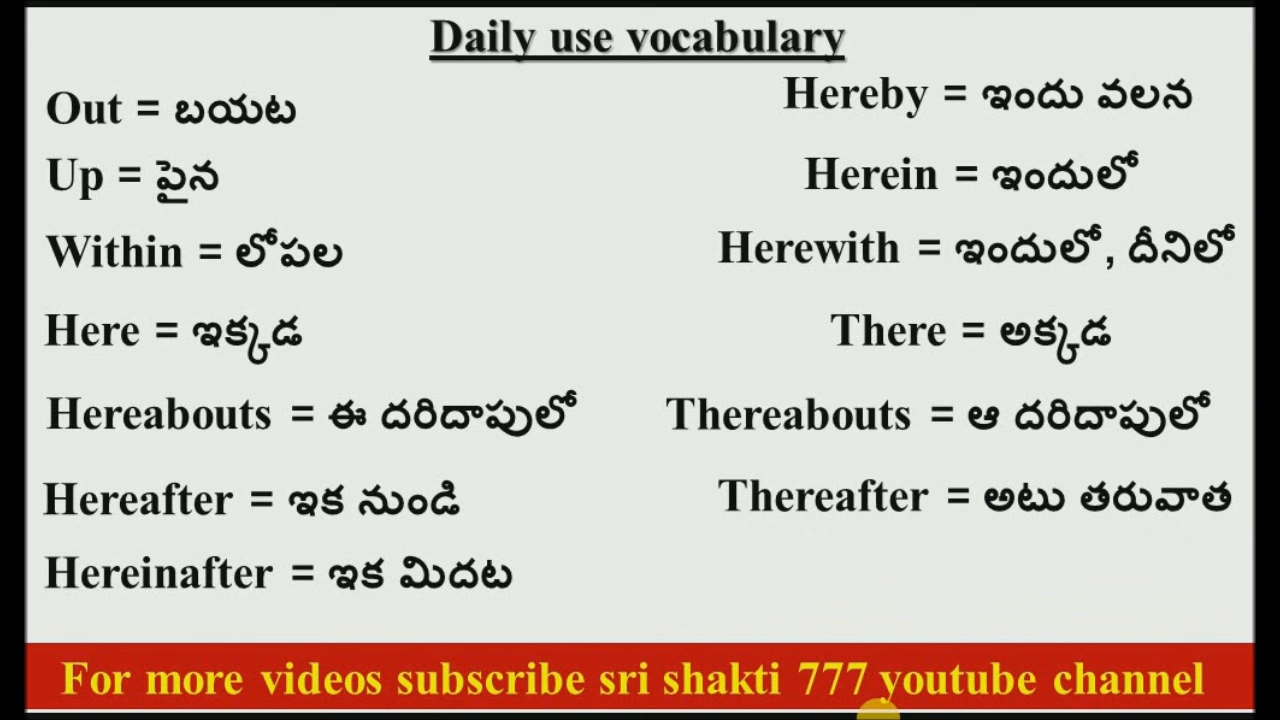 Daily use vocabulary
Out = బయట
Up = పైన
Within = లోపల
Here = ఇక్కడ
Hereabouts = ఈ దరిదాపులో
Hereafter = ఇక నుండి
Hereinafter = ఇక మిదట
Hereby = ఇందు వలన
Herein = ఇందులో
Herewith = ఇందులో, దీనిలో
There = అక్కడ
Thereabouts = ఆ దరిదాపులో
Thereafter = అటు తరువాత
For more videos subscribe sri shakti 777 youtube channel